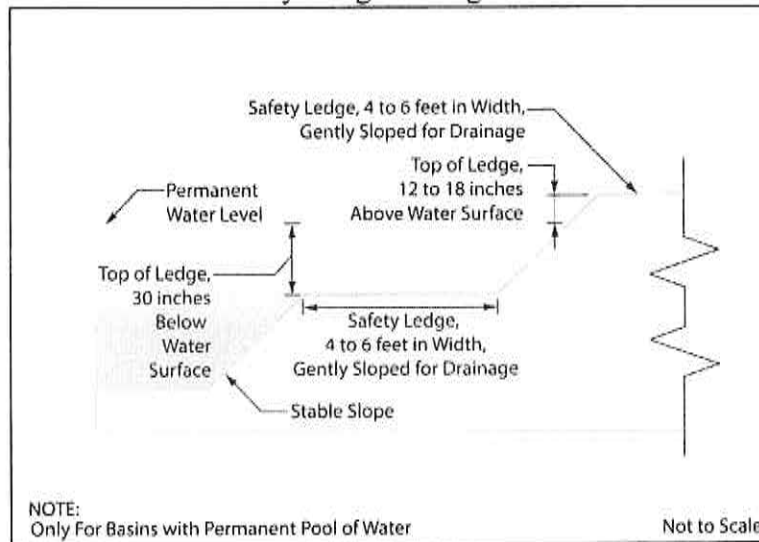 Safety Ledge, 4 to 6 feet in Width,
Gently Sloped for Drainage
Top of Ledge,
12 to 18 inches
Above Water Surface
Permanent
Water Level
Top of Ledge,
30 inches
Below
Water
Surface
Safety Ledge,
4 to 6 feet in Width,
Gently Sloped for Drainage
Stable Slope
NOTE:
Only For Basins with Permanent Pool of Water
Not to Scale